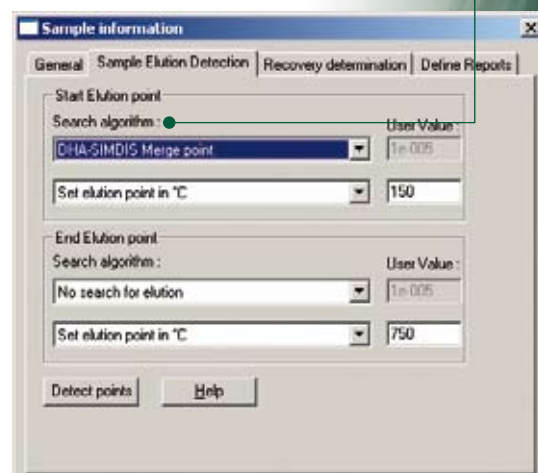 Sample information
General Sample Elution Detection Recovery determination Define Reports
Start Elution point
Search algorithm : User Value :
DHA-SIMDIS Merge point 1e-005
Set elution point in °C 150
End Elution point
Search algorithm : User Value :
No search for elution 1e-005
Set elution point in °C 750
Detect points Help